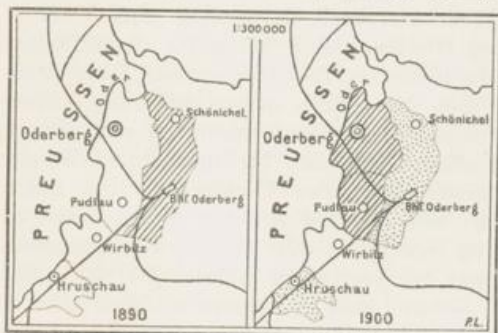 1:300000
PREUSSEN
Oder
Schönichel
Oderberg
Pudlau
Bhf. Oderberg
Wirbitz
Hruschau
1890
PREUSSEN
Oder
Schönichel
Oderberg
Pudlau
Bhf. Oderberg
Wirbitz
Hruschau
1900
P.L.